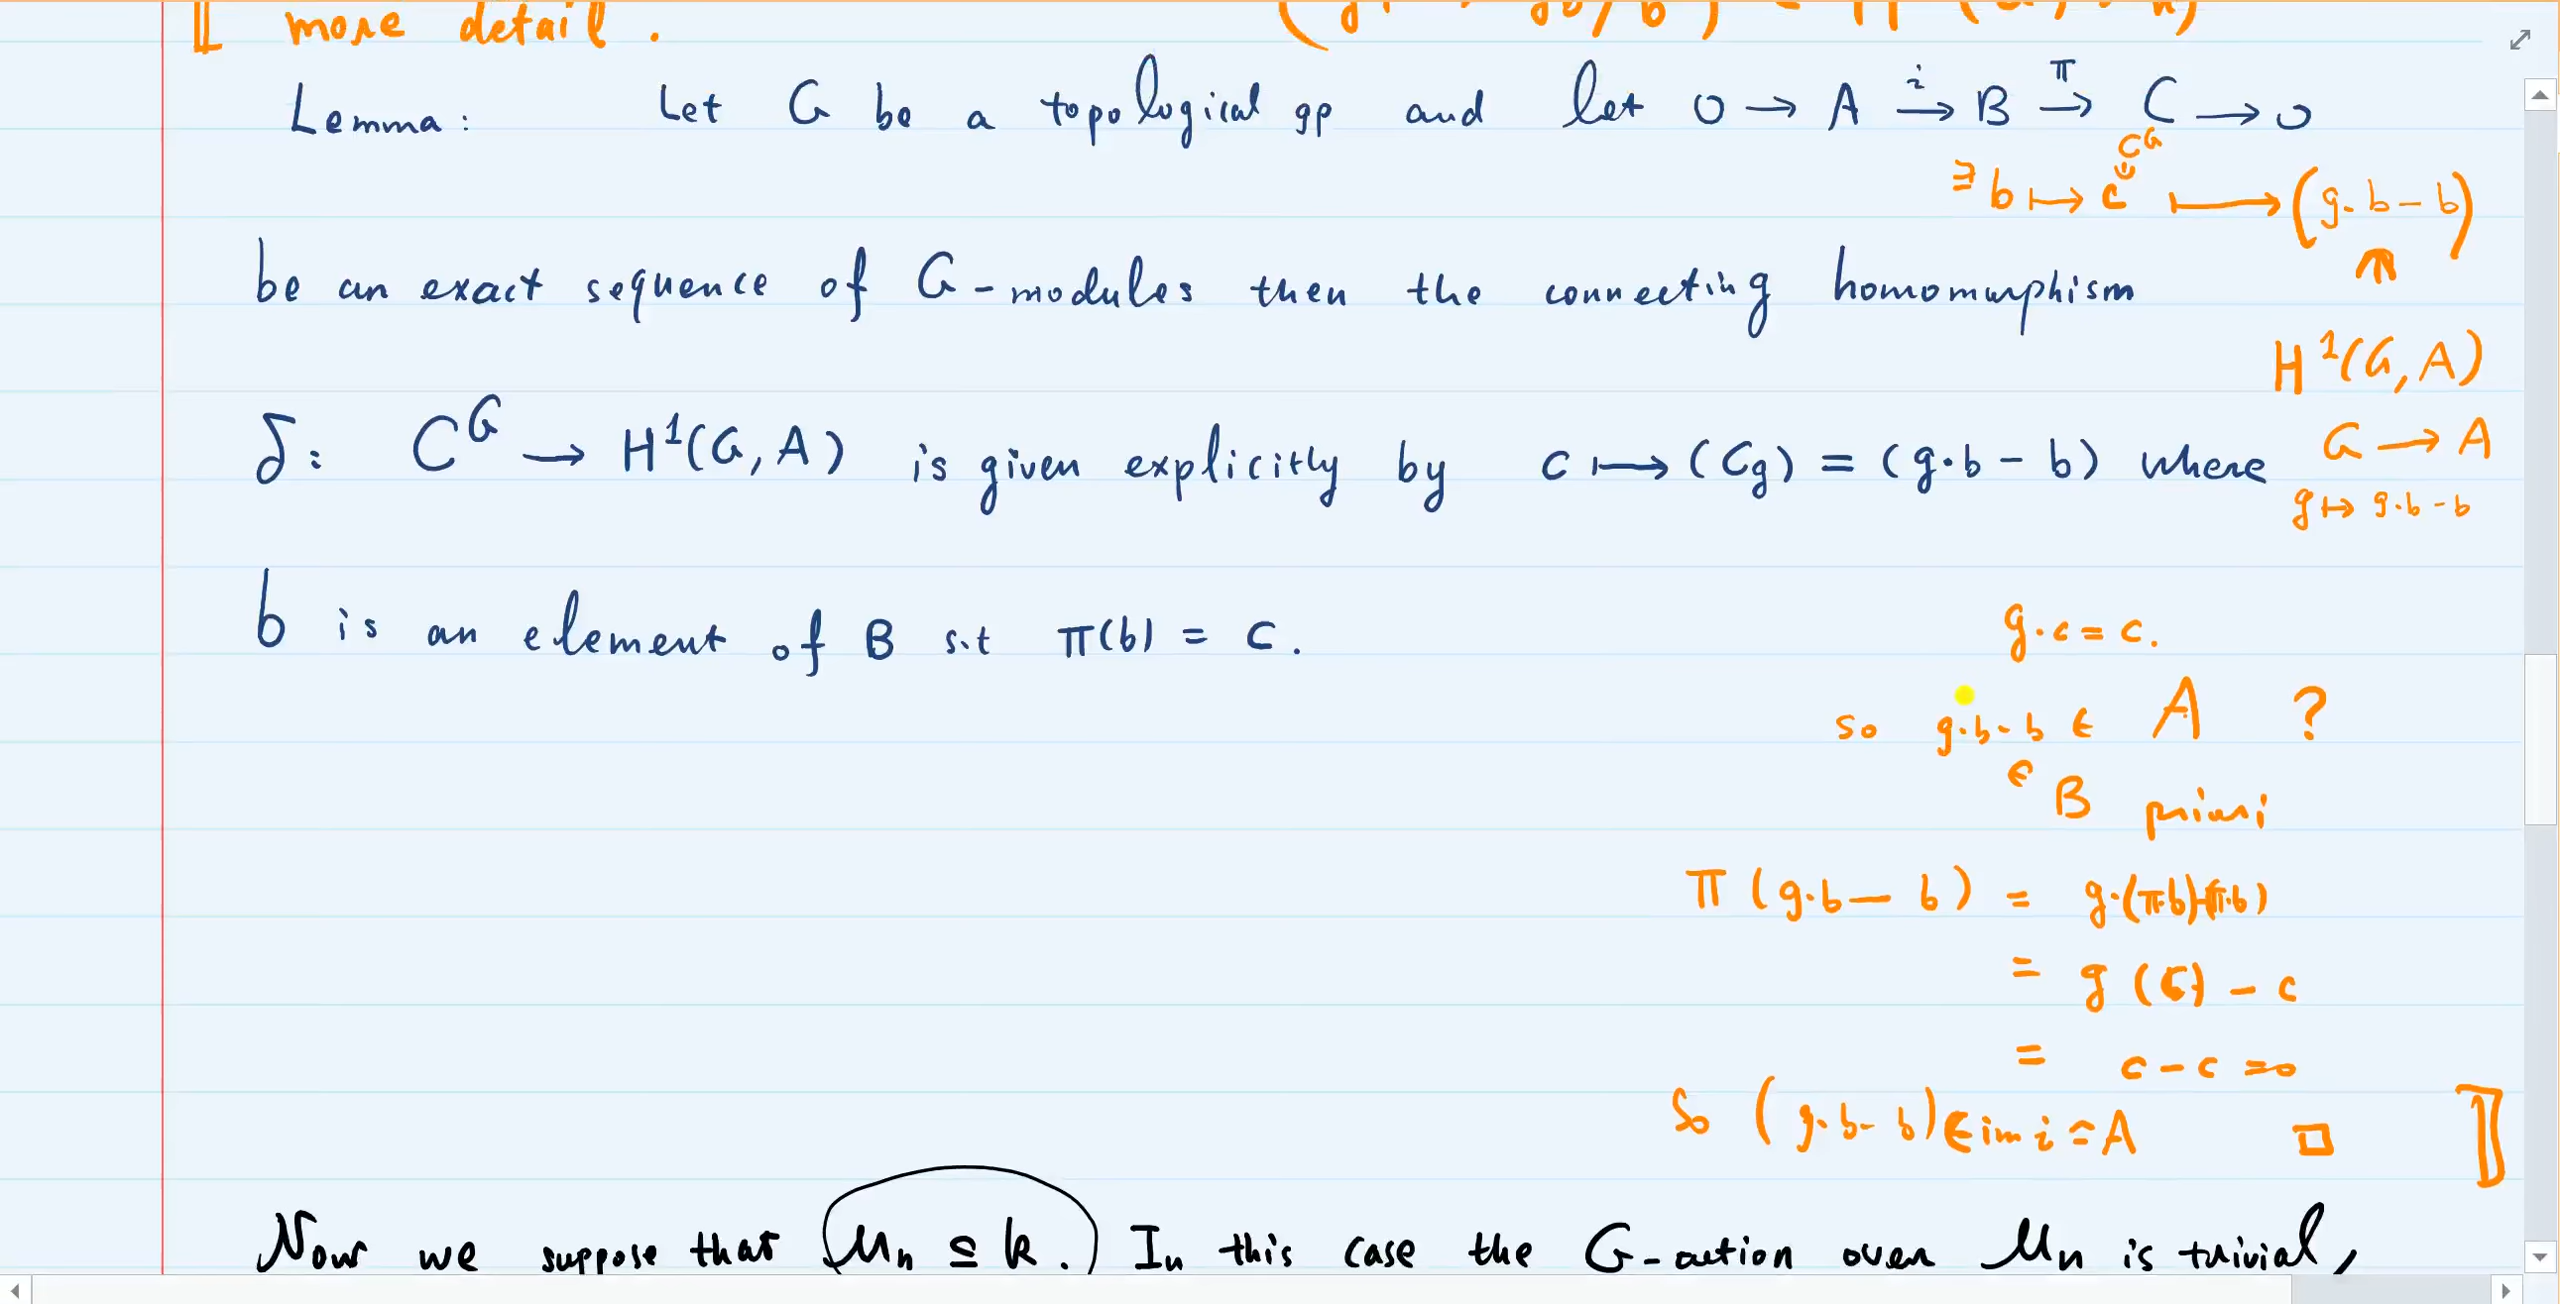 more detail.
Lemma: Let G be a topological gp and let 0 → A →^i B →^π C → 0
C^G
∃b ↦ c ↦ (g.b - b)
be an exact sequence of G-modules then the connecting homomorphism
H^1(G, A)
δ: C^G → H^1(G, A) is given explicitly by c ↦ (Cg) = (g·b - b) where
G → A
g ↦ g.b - b
b is an element of B s.t π(b) = c.
g.c = c.
so g.b-b ∈ A ?
∈ B priori
π (g.b - b) = g.(π.b)-(π.b)
= g (c) - c
= c - c = 0
So (g.b-b) ∈ im i = A □
Now we suppose that μn ⊆ k. In this case the G-action over μn is trivial,